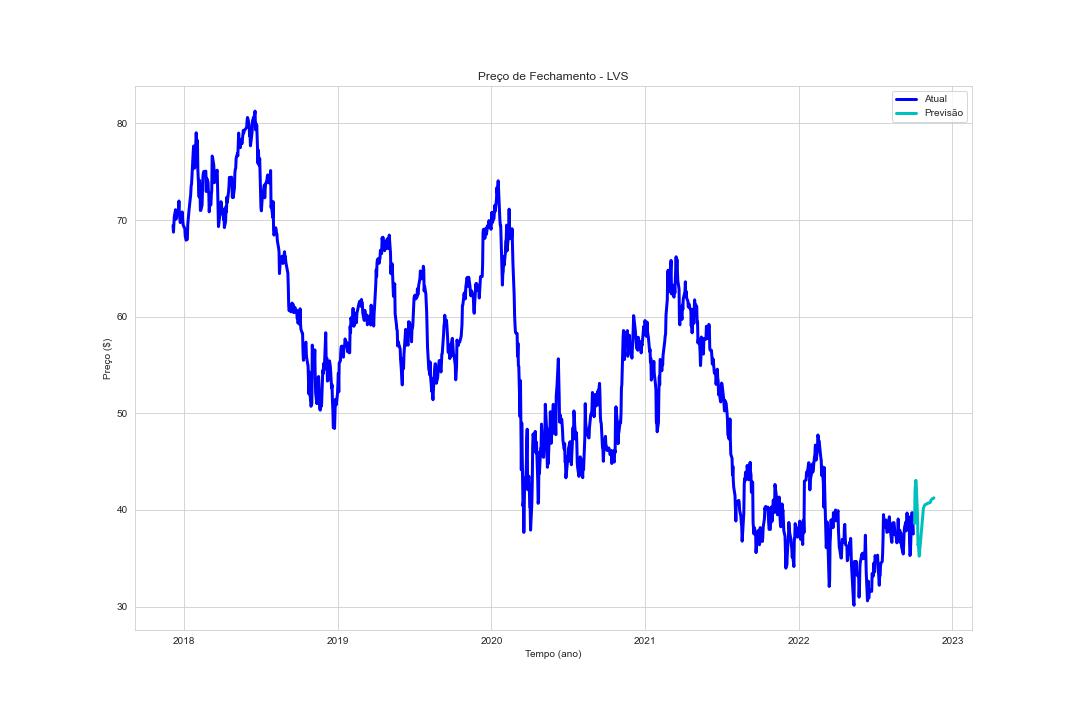 Preço de Fechamento - LVS
Atual
Previsão
Preço ($)
80
70
60
50
40
30
2018 2019 2020 2021 2022 2023
Tempo (ano)